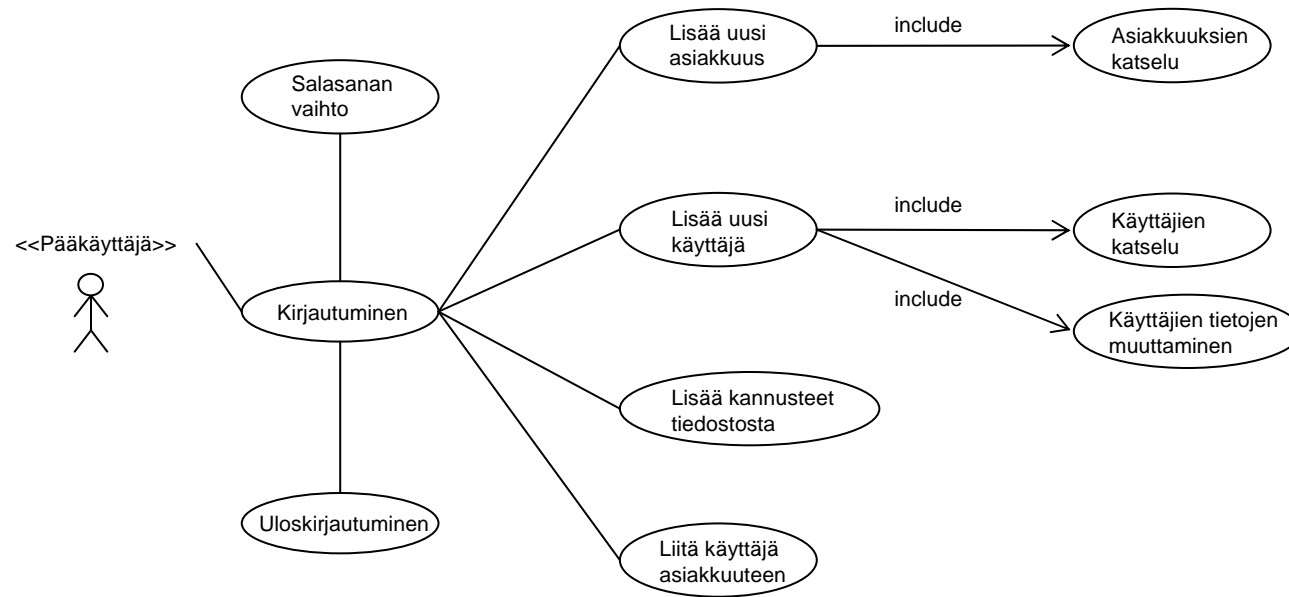 Lisää uusi
asiakkuus
include
Asiakkuuksien
katselu
Salasanan
vaihto
<<Pääkäyttäjä>>
Lisää uusi
käyttäjä
include
Käyttäjien
katselu
Kirjautuminen
include
Käyttäjien tietojen
muuttaminen
Lisää kannusteet
tiedostosta
Uloskirjautuminen
Liitä käyttäjä
asiakkuuteen